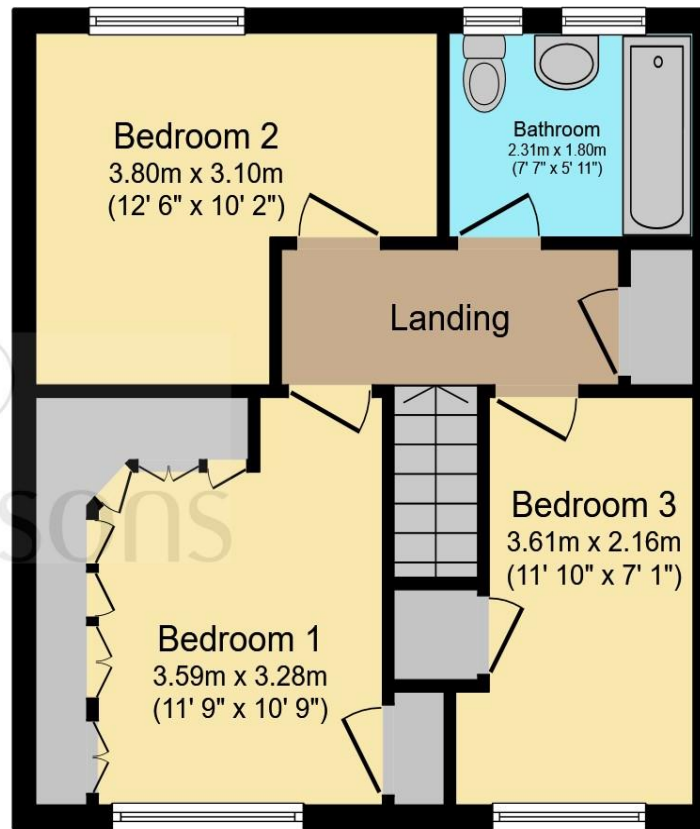 Bedroom 2
3.80m x 3.10m
(12' 6" x 10' 2")
Bathroom
2.31m x 1.80m
(7' 7" x 5' 11")
Landing
Bedroom 3
3.61m x 2.16m
(11' 10" x 7' 1")
sons
Bedroom 1
3.59m x 3.28m
(11' 9" x 10' 9")